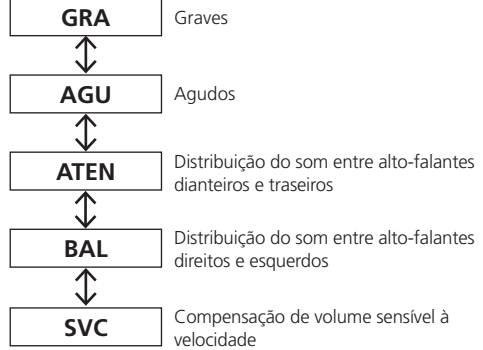 GRA
Graves
AGU
Agudos
ATEN
Distribuição do som entre alto-falantes
dianteiros e traseiros
BAL
Distribuição do som entre alto-falantes
direitos e esquerdos
SVC
Compensação de volume sensível à
velocidade